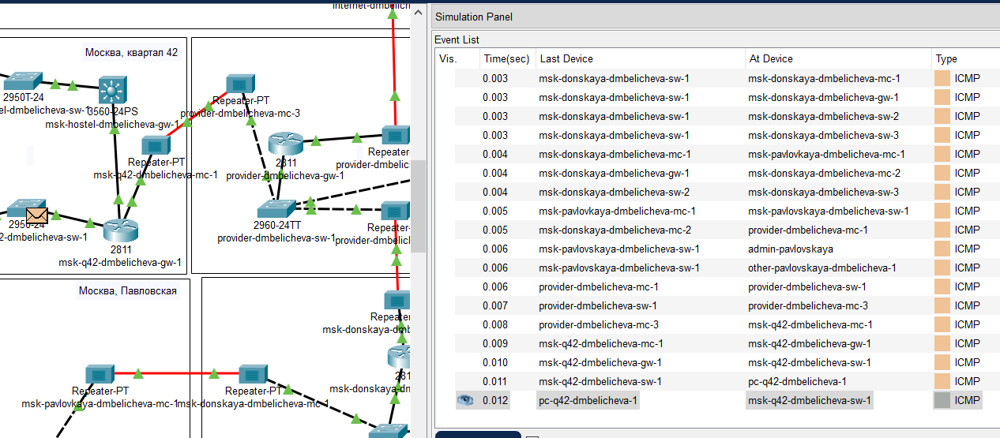 internet-dmbelich
Москва, квартал 42
2950T-24
el-dmbelicheva-sw-1
3560-24PS
msk-hostel-dmbelicheva-gw-1
Repeater-PT
provider-dmbelicheva-mc-3
Repeater-PT
msk-q42-dmbelicheva-mc-1
2811
provider-dmbelicheva-gw-1
Repeater-
provider-dmbelic
2950-24
2-dmbelicheva-sw-1
2811
msk-q42-dmbelicheva-gw-1
2960-24TT
provider-dmbelicheva-sw-1
Repeater-
provider-dmbelich
Москва, Павловская
Repeater
msk-donskaya-dmb
281
msk-donskaya-dm
Repeater-PT
msk-pavlovkaya-dmbelicheva-mc-1
Repeater-PT
msk-donskaya-dmbelicheva-mc-1
Simulation Panel
Event List
Vis. Time(sec) Last Device At Device Type
0.003 msk-donskaya-dmbelicheva-sw-1 msk-donskaya-dmbelicheva-mc-1 ICMP
0.003 msk-donskaya-dmbelicheva-sw-1 msk-donskaya-dmbelicheva-gw-1 ICMP
0.003 msk-donskaya-dmbelicheva-sw-1 msk-donskaya-dmbelicheva-sw-2 ICMP
0.003 msk-donskaya-dmbelicheva-sw-1 msk-donskaya-dmbelicheva-sw-3 ICMP
0.004 msk-donskaya-dmbelicheva-mc-1 msk-pavlovkaya-dmbelicheva-mc-1 ICMP
0.004 msk-donskaya-dmbelicheva-gw-1 msk-donskaya-dmbelicheva-mc-2 ICMP
0.004 msk-donskaya-dmbelicheva-sw-2 msk-donskaya-dmbelicheva-sw-3 ICMP
0.005 msk-pavlovkaya-dmbelicheva-mc-1 msk-pavlovskaya-dmbelicheva-sw-1 ICMP
0.005 msk-donskaya-dmbelicheva-mc-2 provider-dmbelicheva-mc-1 ICMP
0.006 msk-pavlovskaya-dmbelicheva-sw-1 admin-pavlovskaya ICMP
0.006 msk-pavlovskaya-dmbelicheva-sw-1 other-pavlovskaya-dmbelicheva-1 ICMP
0.006 provider-dmbelicheva-mc-1 provider-dmbelicheva-sw-1 ICMP
0.007 provider-dmbelicheva-sw-1 provider-dmbelicheva-mc-3 ICMP
0.008 provider-dmbelicheva-mc-3 msk-q42-dmbelicheva-mc-1 ICMP
0.009 msk-q42-dmbelicheva-mc-1 msk-q42-dmbelicheva-gw-1 ICMP
0.010 msk-q42-dmbelicheva-gw-1 msk-q42-dmbelicheva-sw-1 ICMP
0.011 msk-q42-dmbelicheva-sw-1 pc-q42-dmbelicheva-1 ICMP
0.012 pc-q42-dmbelicheva-1 msk-q42-dmbelicheva-sw-1 ICMP